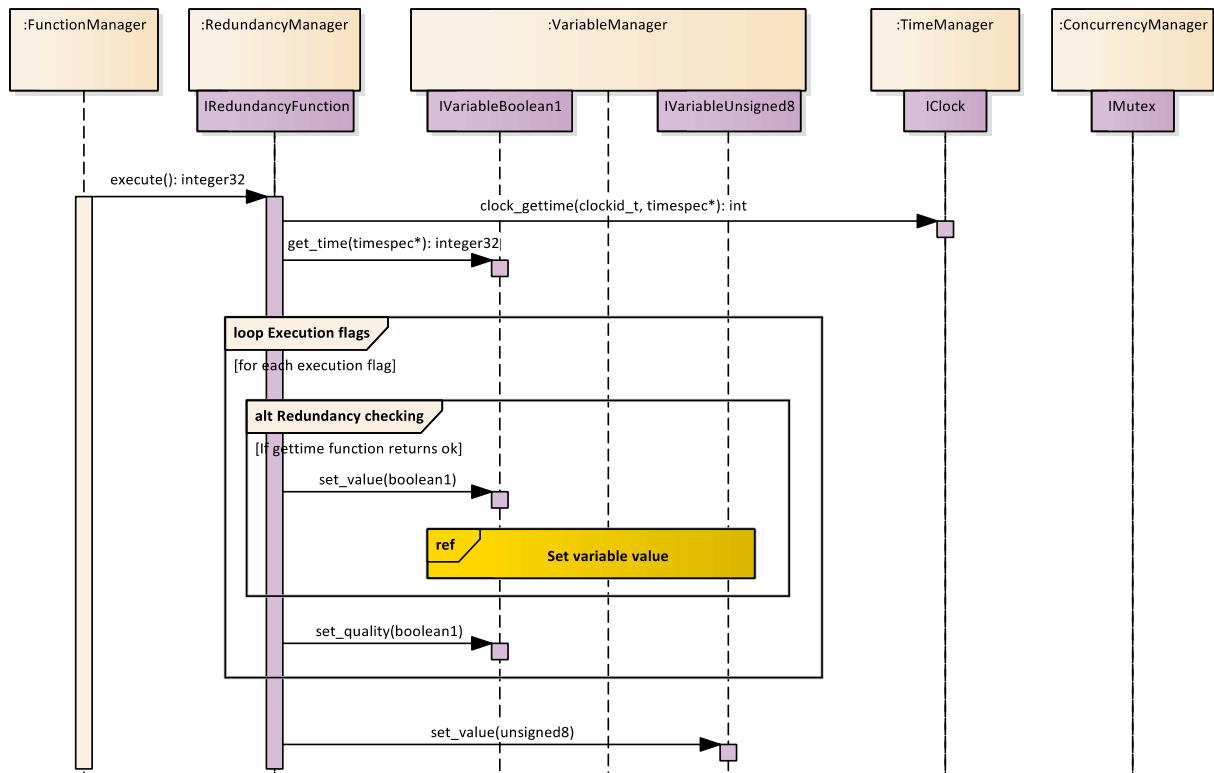 :FunctionManager
:RedundancyManager
:VariableManager
:TimeManager
:ConcurrencyManager
IRedundancyFunction
IVariableBoolean1
IVariableUnsigned8
IClock
IMutex
execute(): integer32
clock_gettime(clockid_t, timespec*): int
get_time(timespec*): integer32
loop Execution flags
[for each execution flag]
alt Redundancy checking
[If gettime function returns ok]
set_value(boolean1)
ref
Set variable value
set_quality(boolean1)
set_value(unsigned8)